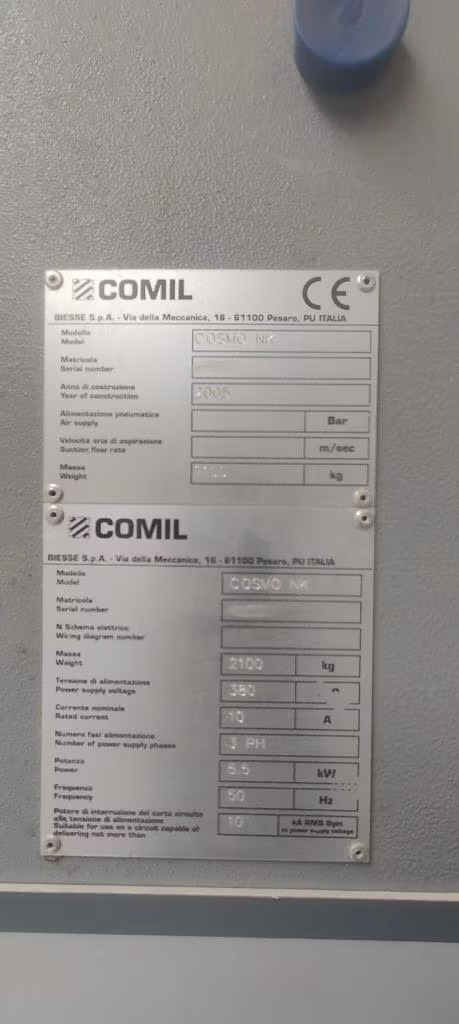 COMIL CE
BIESSE S.p.A. - Via della Meccanica, 16 - 61100 Pesaro, PU ITALIA
Modello
Model COSMO NK
Matricola
Serial number
Anno di costruzione
Year of construction 2005
Alimentazione pneumatica
Air supply Bar
Velocità aria di aspirazione
Suction flow rate m/sec
Massa
Weight kg
COMIL
BIESSE S.p.A. - Via della Meccanica, 16 - 61100 Pesaro, PU ITALIA
Modello
Model COSMO NK
Matricola
Serial number
N Schema elettrico
Wiring diagram number
Massa
Weight 2100 kg
Tensione di alimentazione
Power supply voltage 380
Corrente nominale
Rated current 10 A
Numero fasi alimentazione
Number of power supply phases 3 PH
Potenza
Power 5.5 kW
Frequenza
Frequency 50 Hz
Potere di interruzione del corto circuito
alla tensione di alimentazione
Suitable for use on a circuit capable of
delivering not more than 10 kA RMS Sym
at power supply voltage